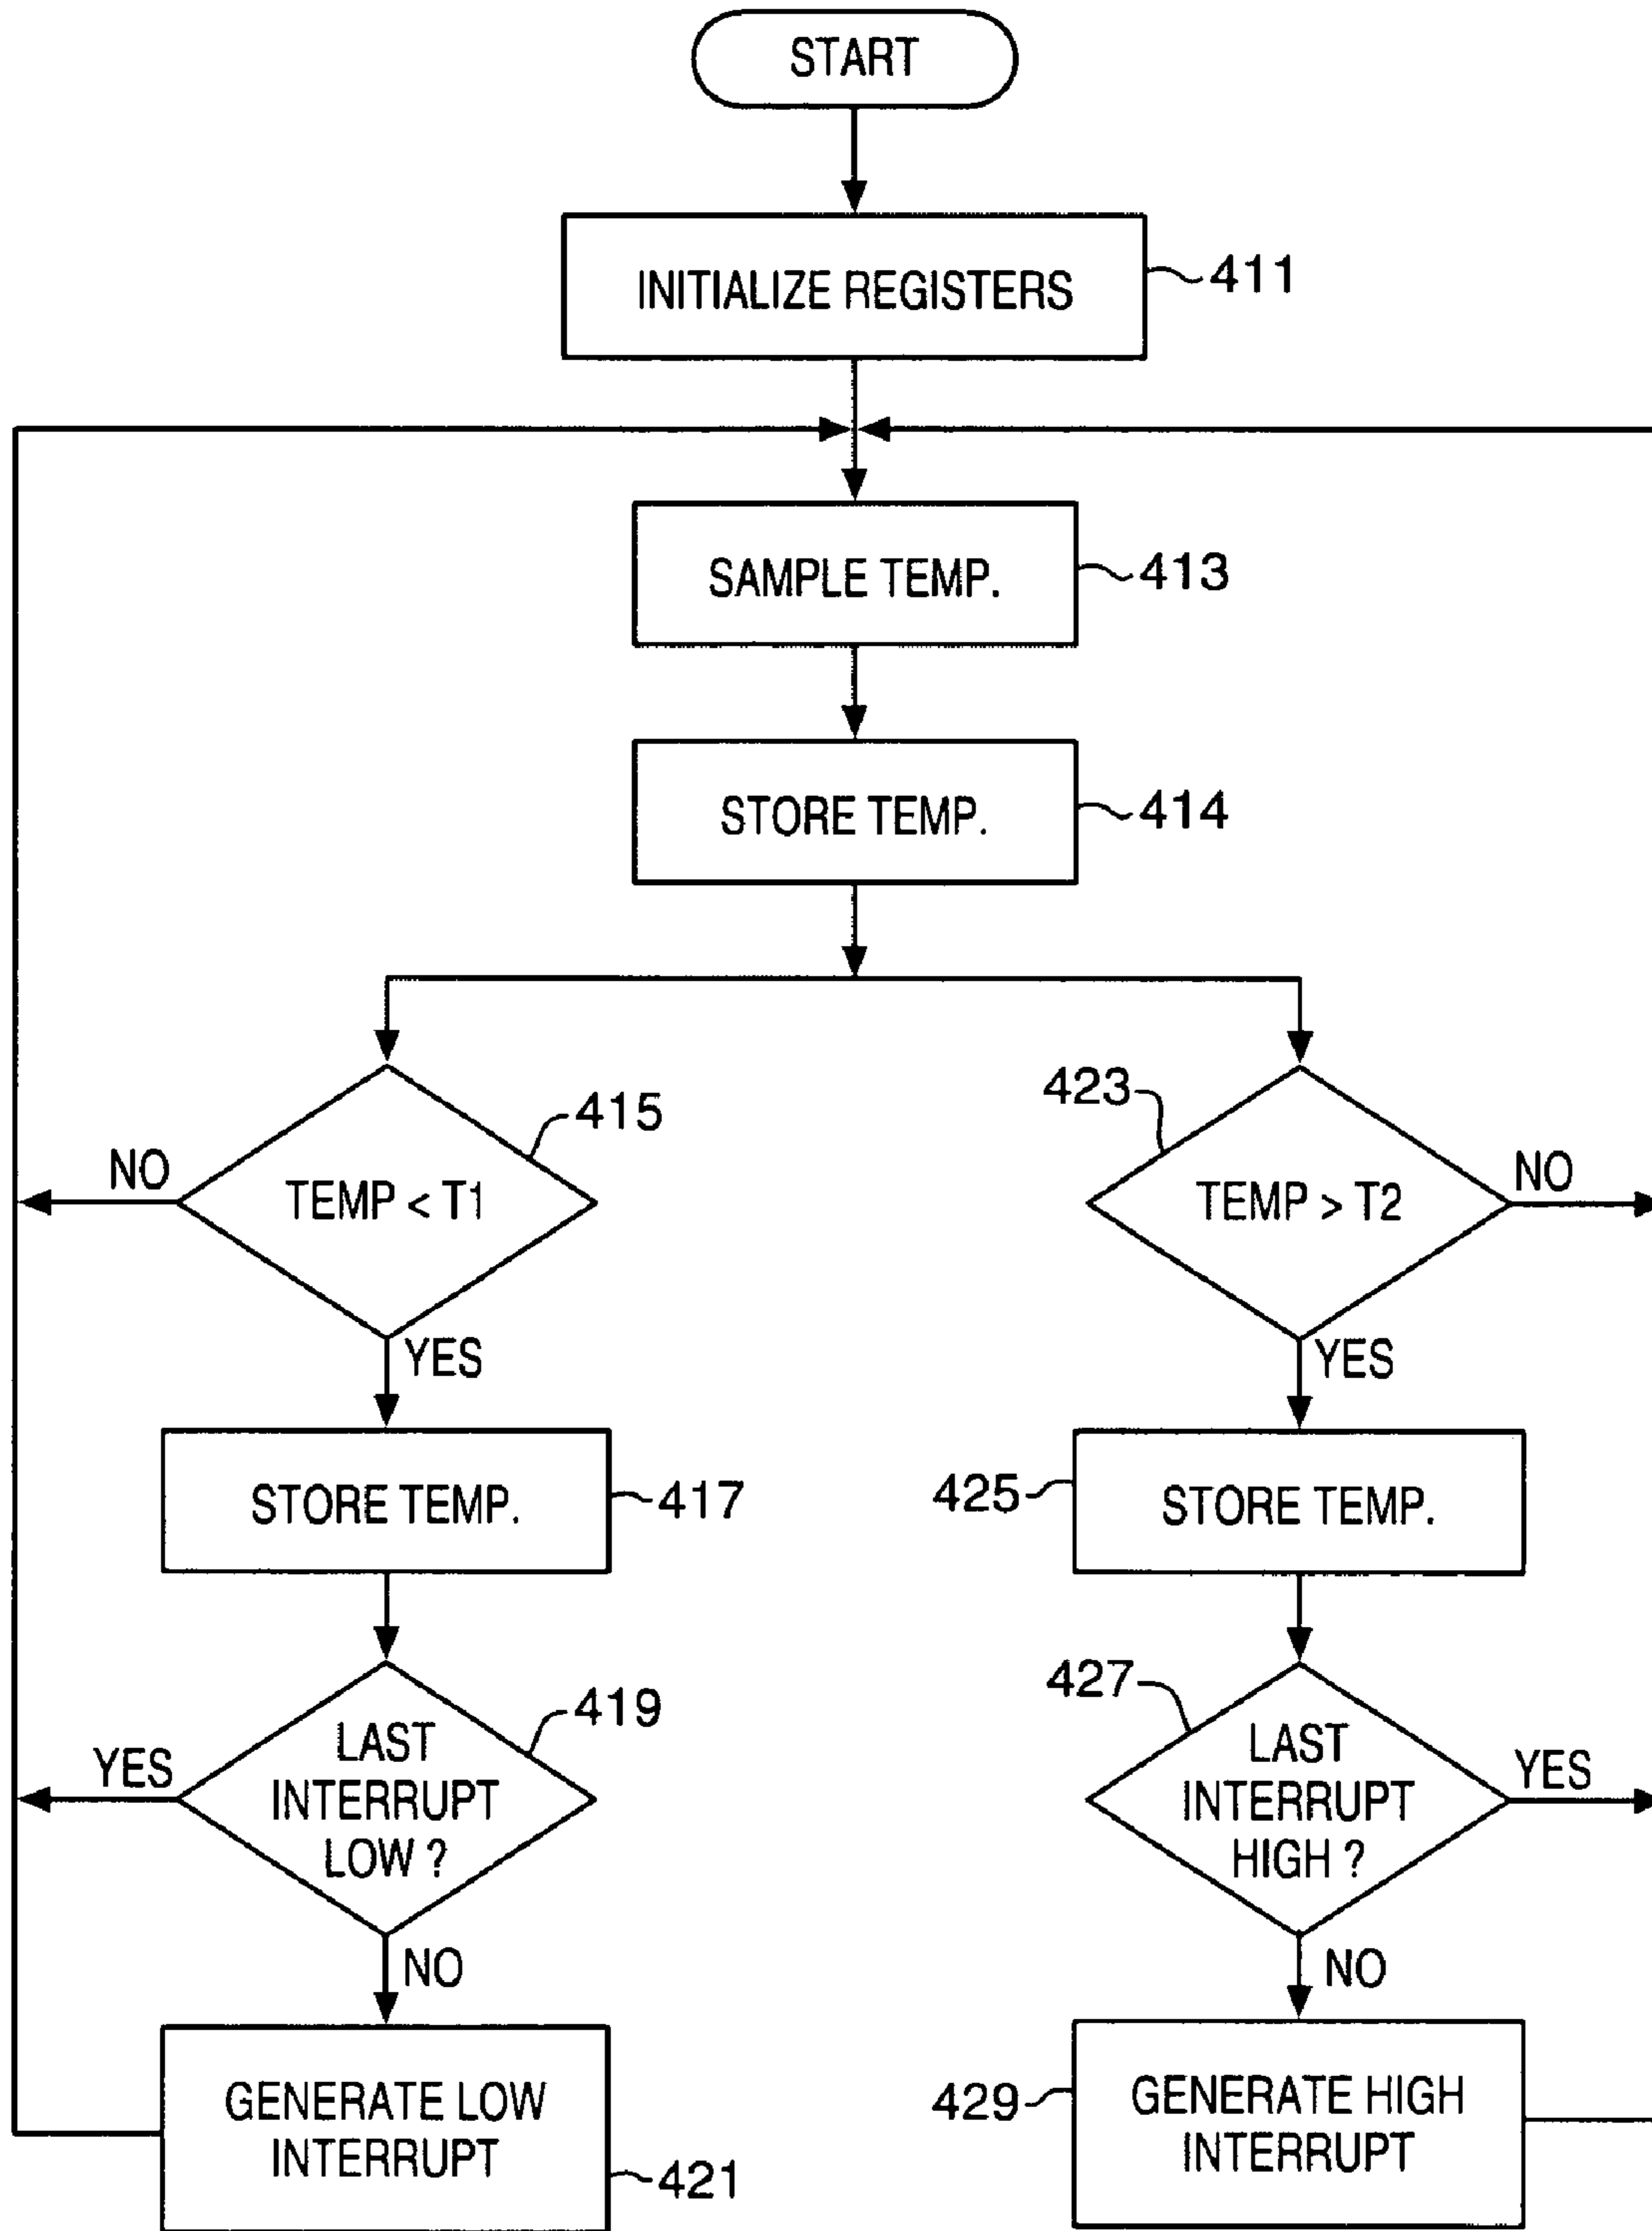 START
INITIALIZE REGISTERS
411
SAMPLE TEMP.
413
STORE TEMP.
414
415
TEMP < T1
NO
YES
423
TEMP > T2
NO
YES
STORE TEMP.
417
425
STORE TEMP.
419
LAST
INTERRUPT
LOW ?
YES
NO
427
LAST
INTERRUPT
HIGH ?
YES
NO
GENERATE LOW
INTERRUPT
421
429
GENERATE HIGH
INTERRUPT